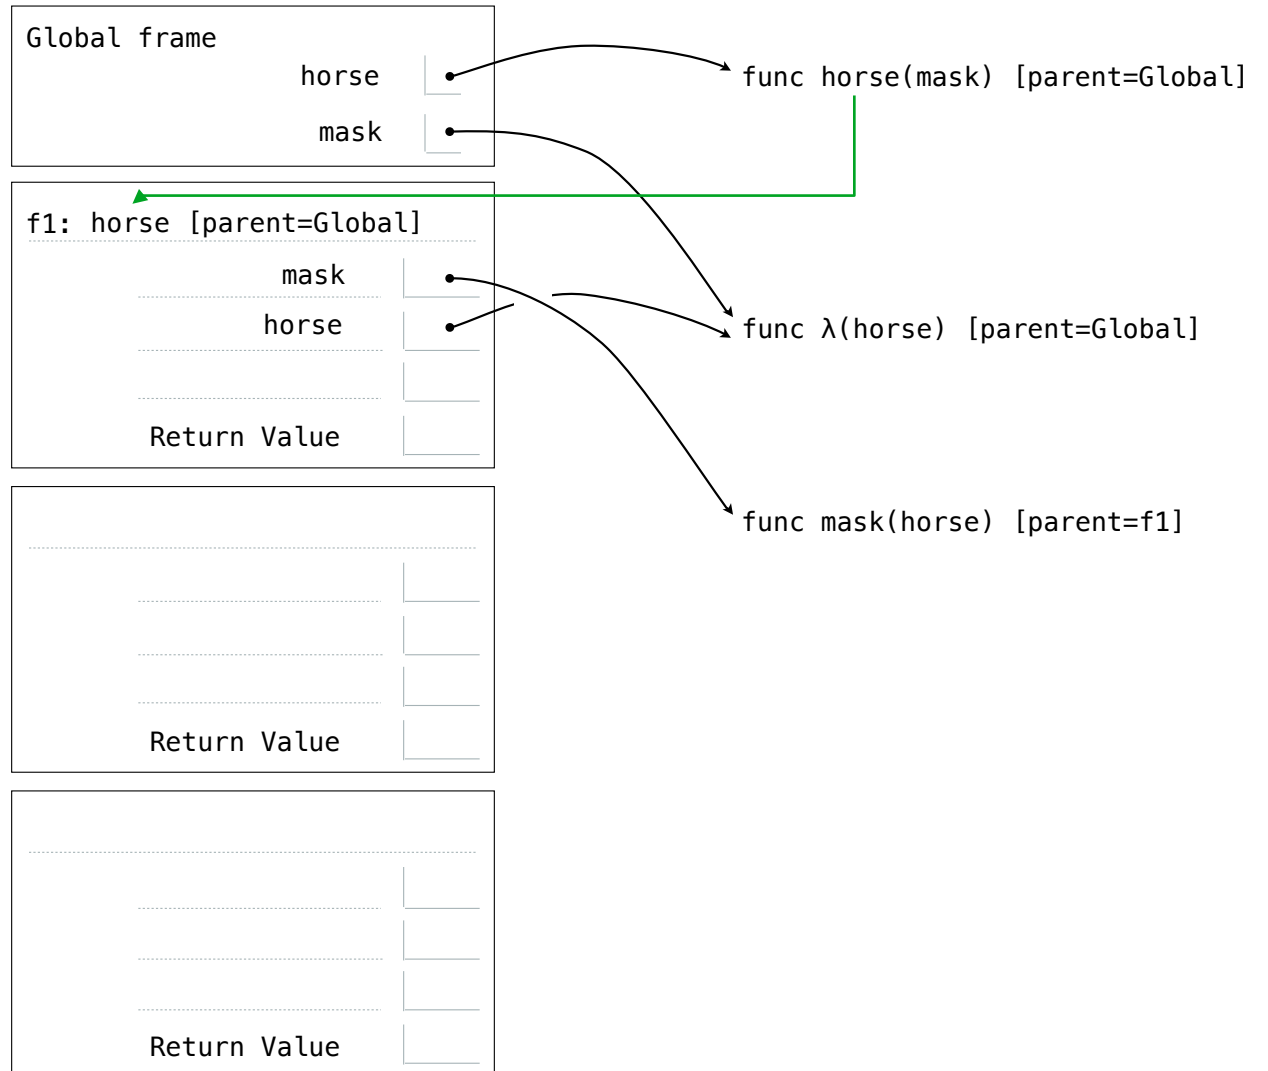 Global frame
horse
func horse(mask) [parent=Global]
mask
f1: horse [parent=Global]
mask
horse
func λ(horse) [parent=Global]
Return Value
func mask(horse) [parent=f1]
Return Value
Return Value